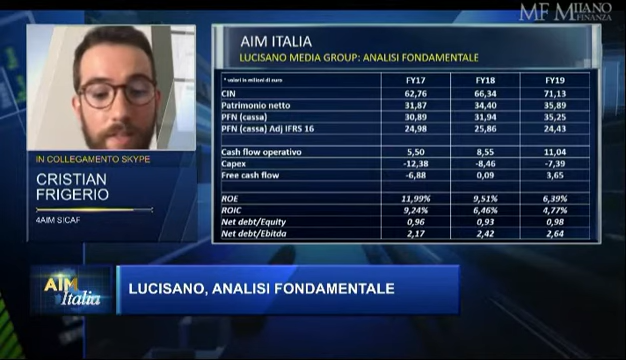 MF MILANO
FINANZA
AIM ITALIA
LUCISANO MEDIA GROUP: ANALISI FONDAMENTALE
* valori in milioni di euro FY17 FY18 FY19
CIN 62,76 66,34 71,13
Patrimonio netto 31,87 34,40 35,89
PFN (cassa) 30,89 31,94 35,25
PFN (cassa) Adj IFRS 16 24,98 25,86 24,43
Cash flow operativo 5,50 8,55 11,04
Capex -12,38 -8,46 -7,39
Free cash flow -6,88 0,09 3,65
ROE 11,99% 9,51% 6,39%
ROIC 9,24% 6,46% 4,77%
Net debt/Equity 0,96 0,93 0,98
Net debt/Ebitda 2,17 2,42 2,64
IN COLLEGAMENTO SKYPE
CRISTIAN
FRIGERIO
4AIM SICAF
AIM
Italia
LUCISANO, ANALISI FONDAMENTALE